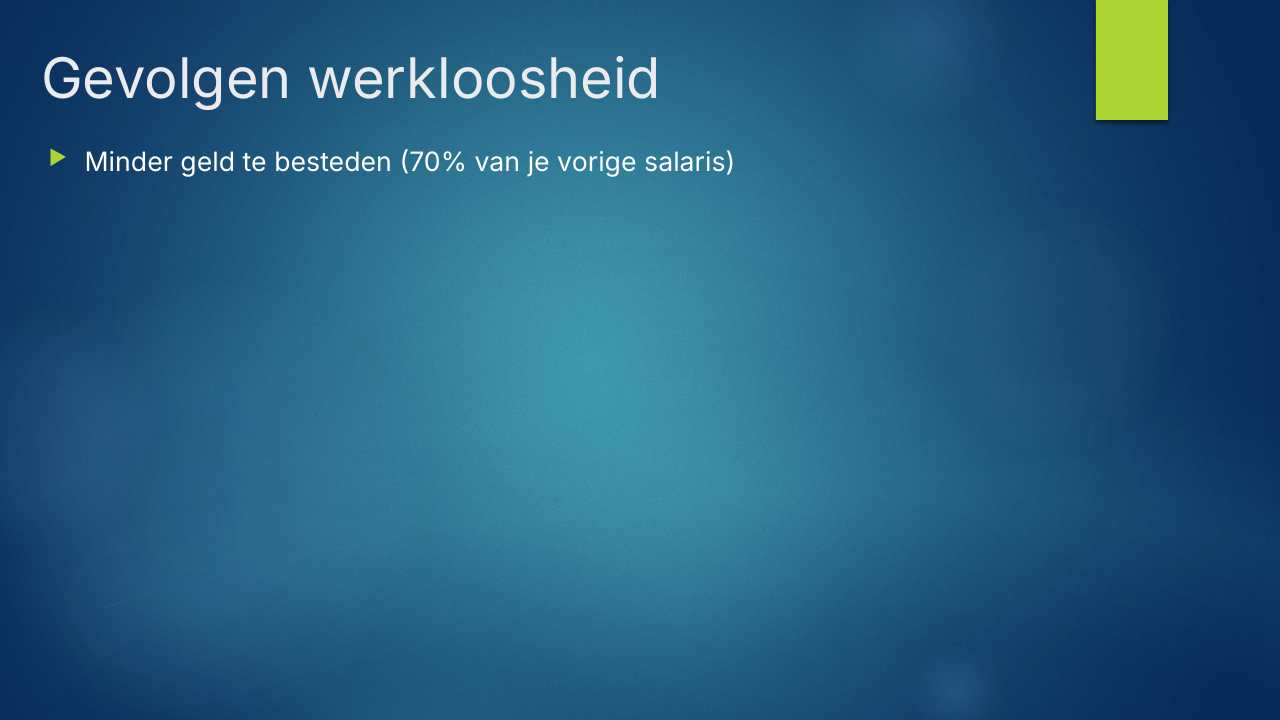 Gevolgen werkloosheid
Minder geld te besteden (70% van je vorige salaris)